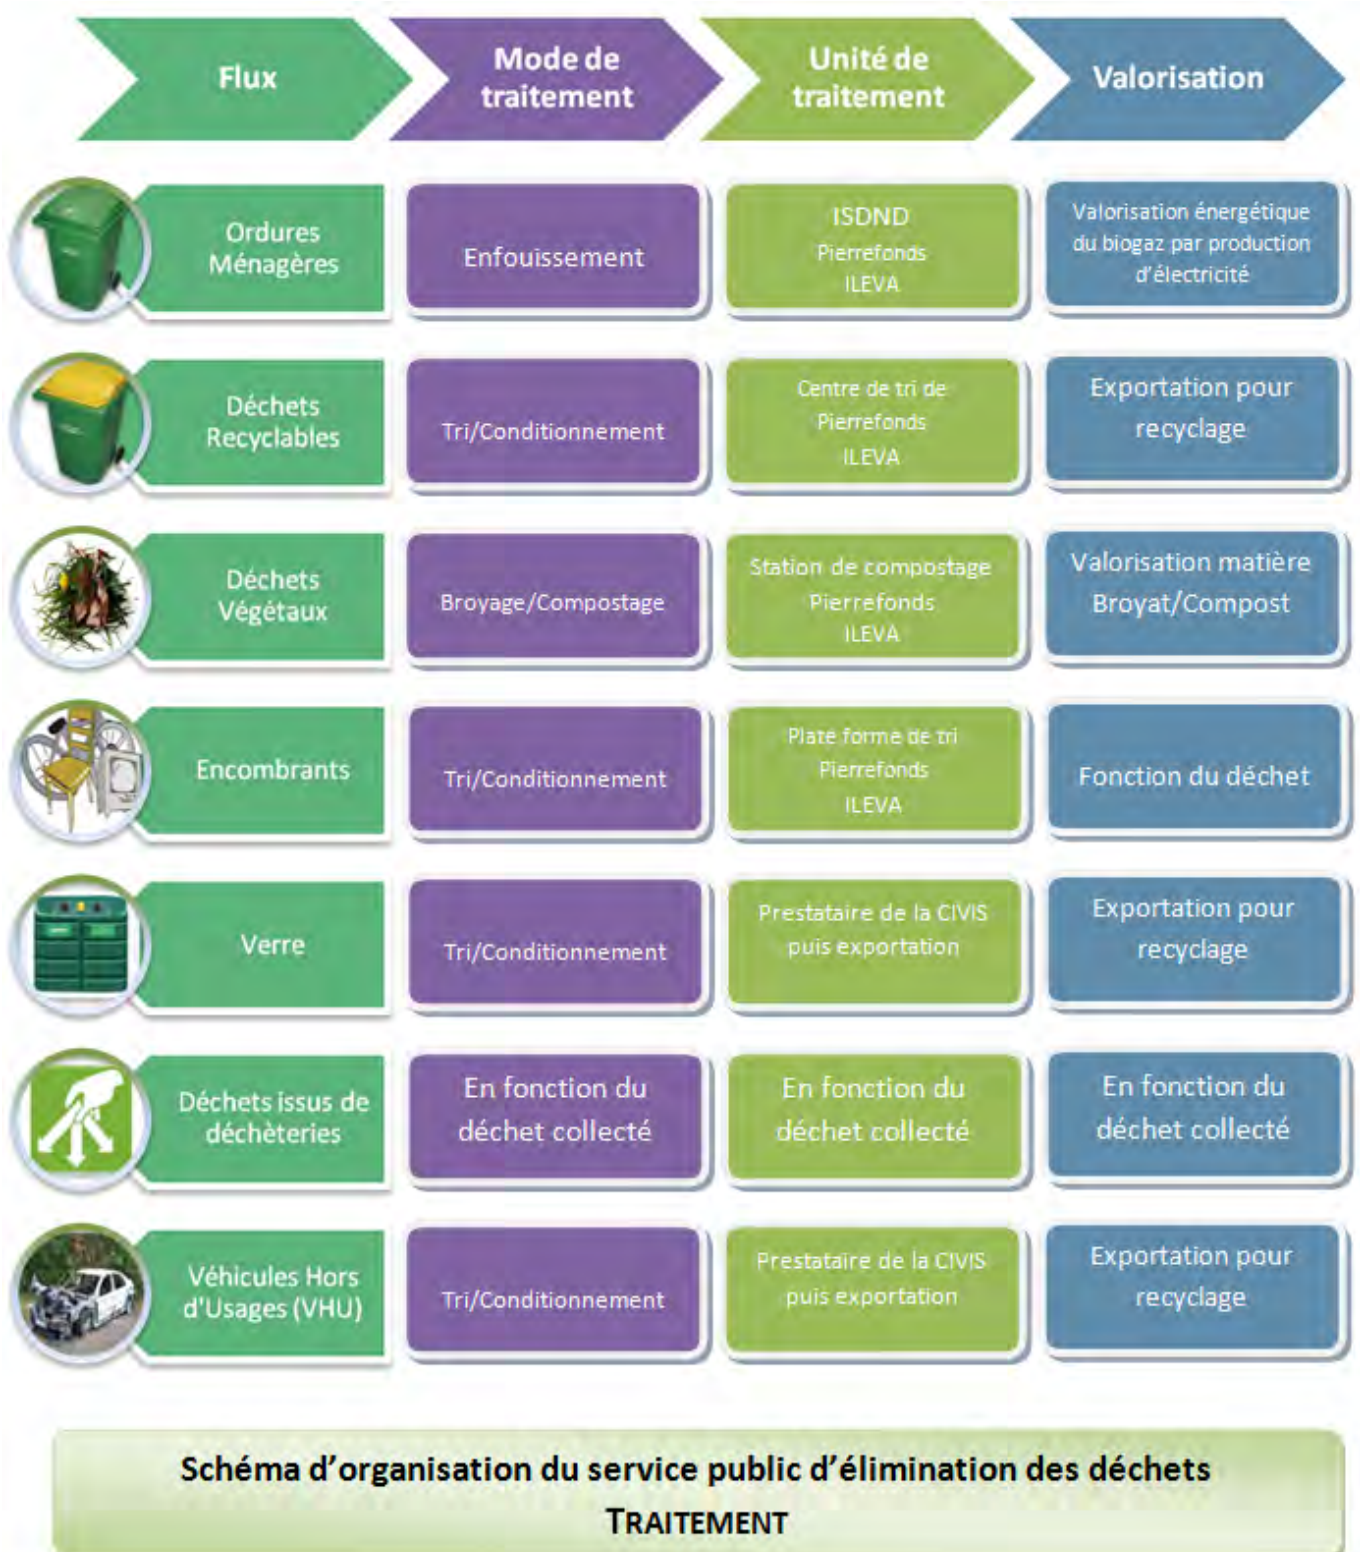 Flux
Mode de
traitement
Unité de
traitement
Valorisation
Ordures
Ménagères
Enfouissement
ISDND
Pierrefonds
ILEVA
Valorisation énergétique
du biogaz par production
d'électricité
Déchets
Recyclables
Tri/Conditionnement
Centre de tri de
Pierrefonds
ILEVA
Exportation pour
recyclage
Déchets
Végétaux
Broyage/Compostage
Station de compostage
Pierrefonds
ILEVA
Valorisation matière
Broyat/Compost
Encombrants
Tri/Conditionnement
Plate forme de tri
Pierrefonds
ILEVA
Fonction du déchet
Verre
Tri/Conditionnement
Prestataire de la CIVIS
puis exportation
Exportation pour
recyclage
Déchets issus de
déchèteries
En fonction du
déchet collecté
En fonction du
déchet collecté
En fonction du
déchet collecté
Véhicules Hors
d'Usages (VHU)
Tri/Conditionnement
Prestataire de la CIVIS
puis exportation
Exportation pour
recyclage
Schéma d'organisation du service public d'élimination des déchets
TRAITEMENT